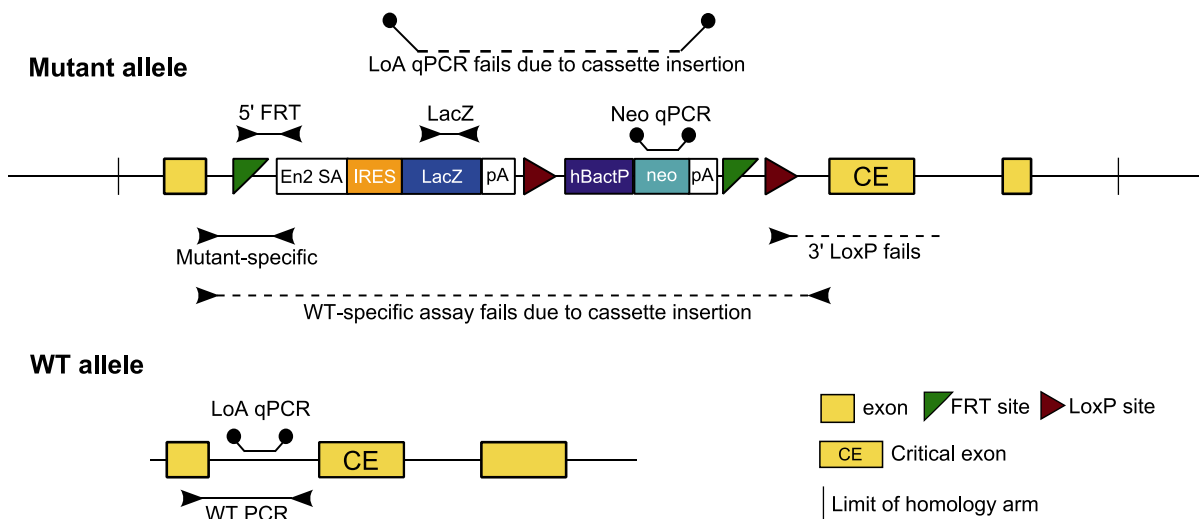 LoA qPCR fails due to cassette insertion
Mutant allele
5' FRT
LacZ
Neo qPCR
En2 SA
IRES
LacZ
pA
hBactP
neo
pA
CE
Mutant-specific
3' LoxP fails
WT-specific assay fails due to cassette insertion
WT allele
LoA qPCR
CE
WT PCR
exon
FRT site
LoxP site
CE
Critical exon
Limit of homology arm